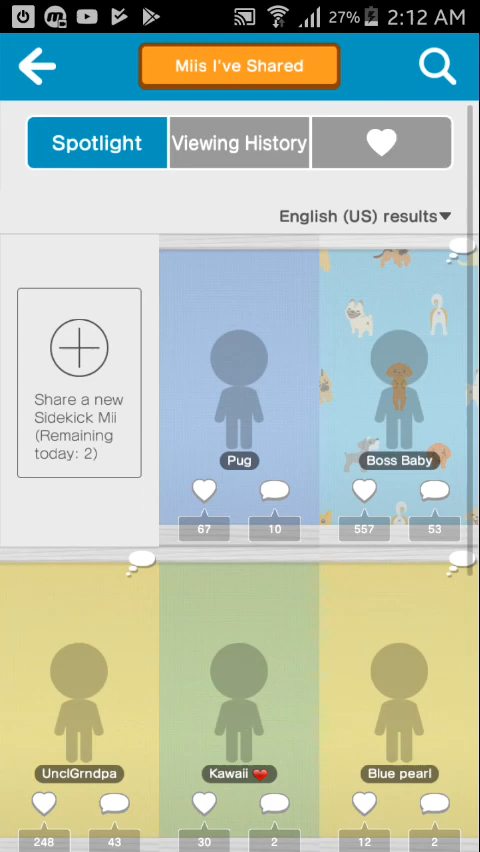 27% 2:12 AM
Miis I've Shared
Spotlight Viewing History
English (US) results
Share a new
Sidekick Mii
(Remaining
today: 2)
Pug Boss Baby
67 10 557 53
UnclGrndpa Kawaii ❤ Blue pearl
248 43 30 2 12 2